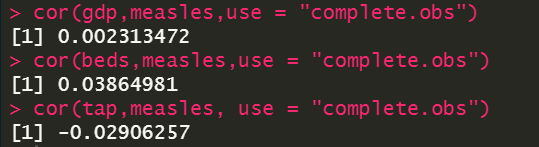 > cor(gdp,measles,use = "complete.obs")
[1] 0.002313472
> cor(beds,measles,use = "complete.obs")
[1] 0.03864981
> cor(tap,measles, use = "complete.obs")
[1] -0.02906257